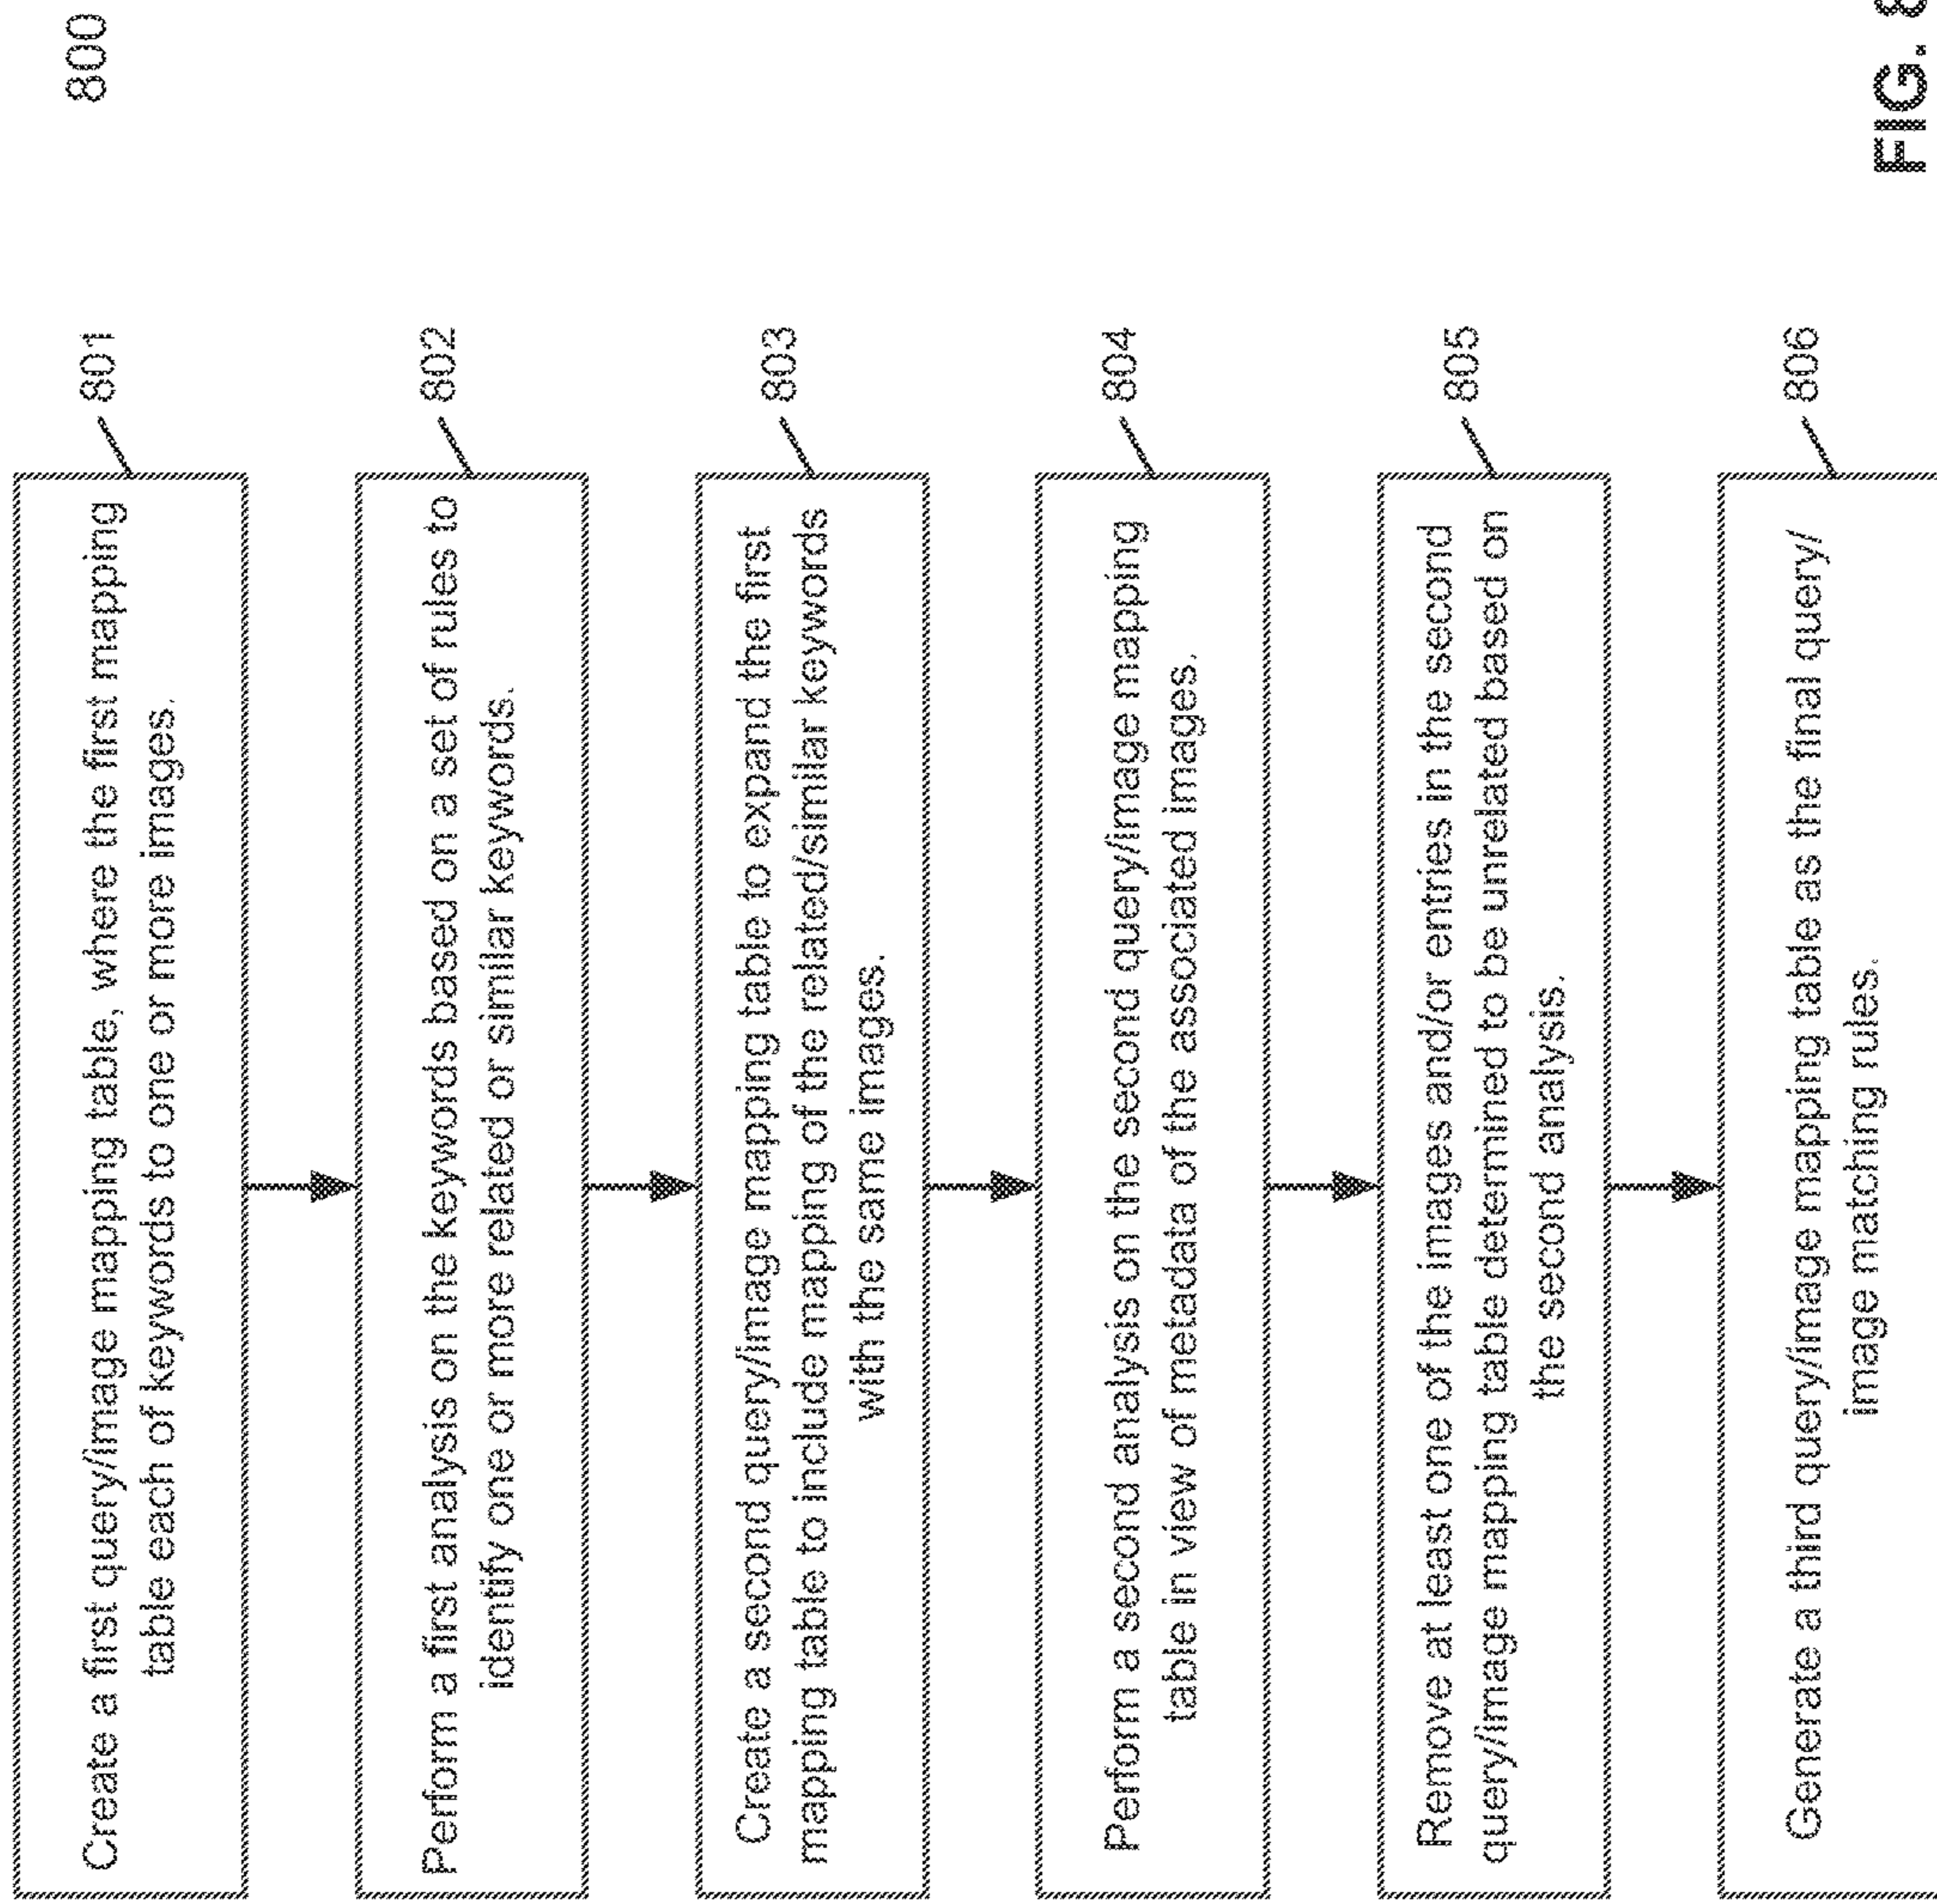 800
Create a first query/image mapping table, where the first mapping
table each of keywords to one or more images.
801
Perform a first analysis on the keywords based on a set of rules to
identify one or more related or similar keywords.
802
Create a second query/image mapping table to expand the first
mapping table to include mapping of the related/similar keywords
with the same images.
803
Perform a second analysis on the second query/image mapping
table in view of metadata of the associated images.
804
Remove at least one of the images and/or entries in the second
query/image mapping table determined to be unrelated based on
the second analysis.
805
Generate a third query/image mapping table as the final query/
image matching rules.
806
FIG. 8